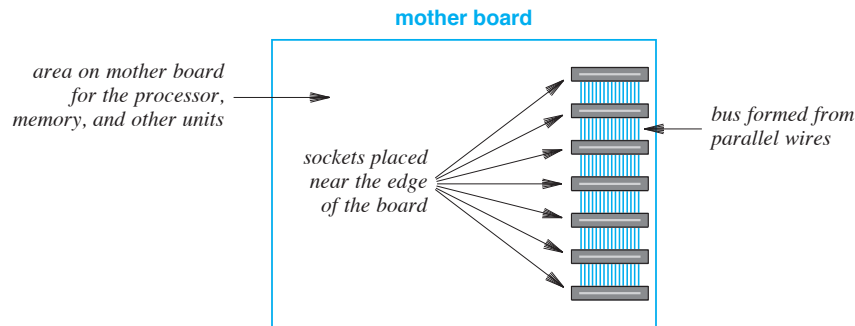 mother board
area on mother board
for the processor,
memory, and other units
sockets placed
near the edge
of the board
bus formed from
parallel wires